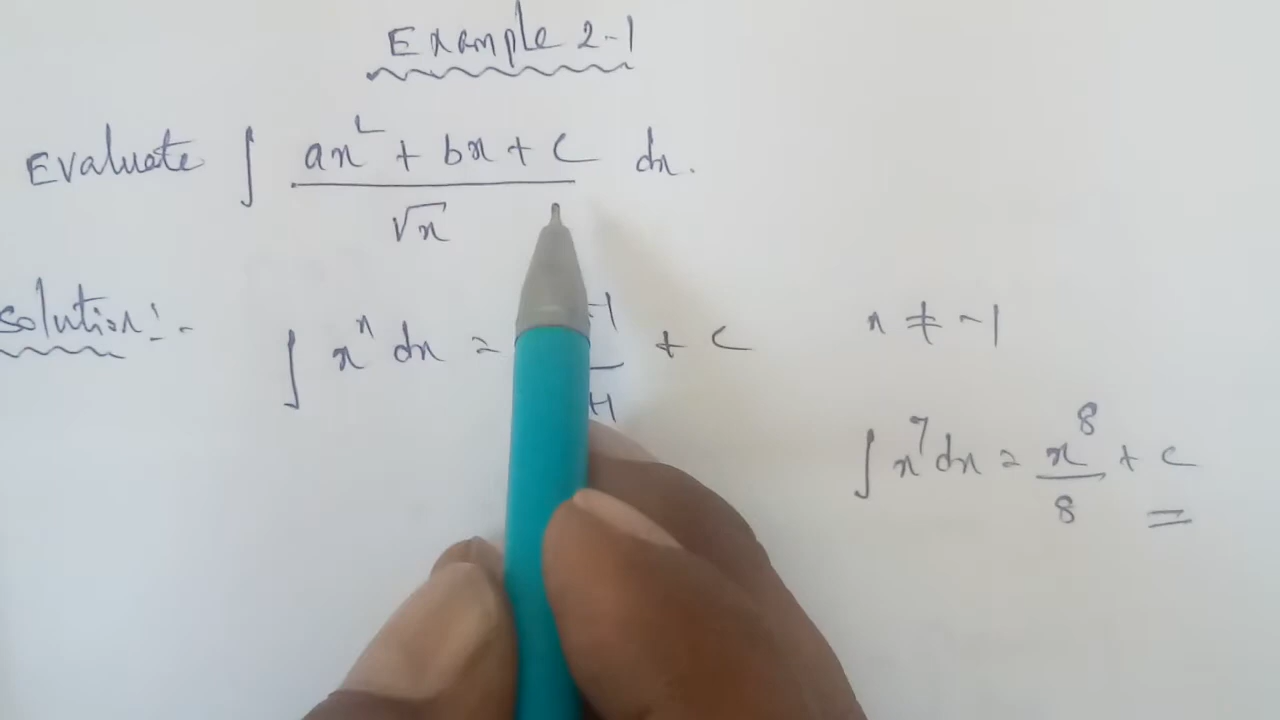 Example 2-1
Evaluate ∫ (ax² + bx + c)/√x dx.
Solution:-
∫ xⁿ dx = + c n ≠ -1
∫ x⁷ dx = x⁸/8 + c